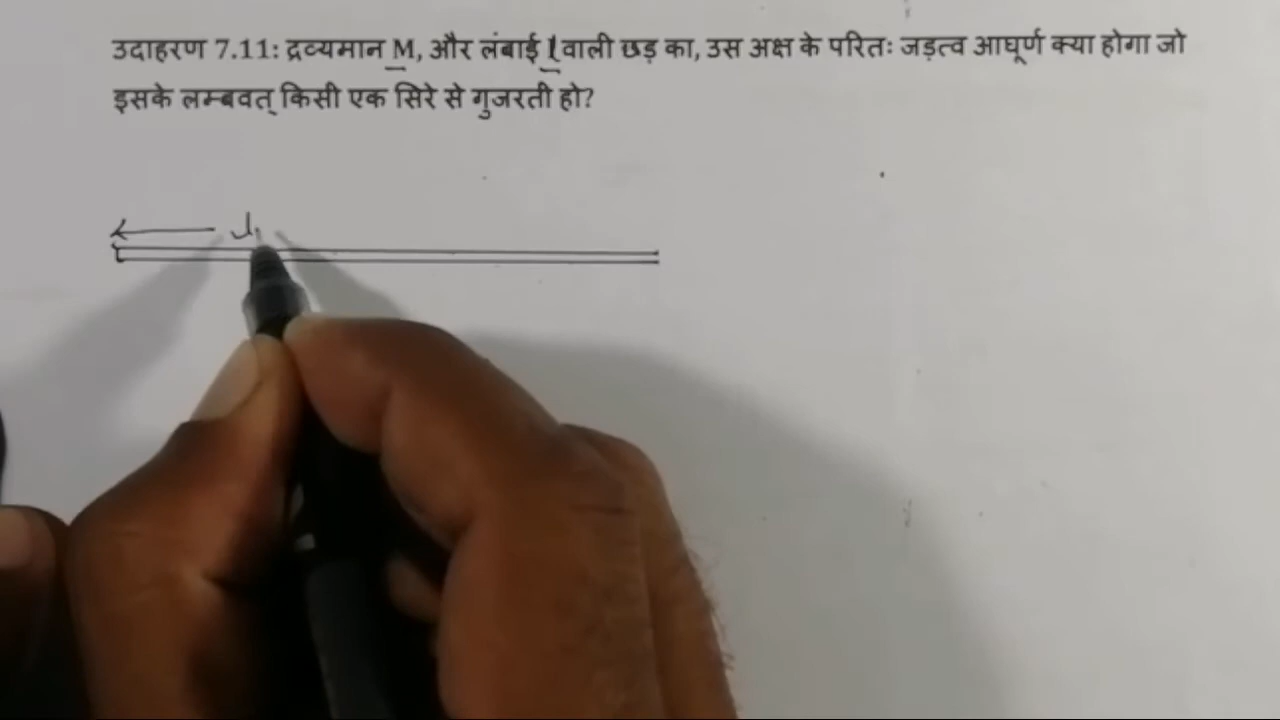 उदाहरण 7.11: द्रव्यमान M, और लंबाई l वाली छड़ का, उस अक्ष के परितः जड़त्व आघूर्ण क्या होगा जो
इसके लम्बवत् किसी एक सिरे से गुजरती हो?